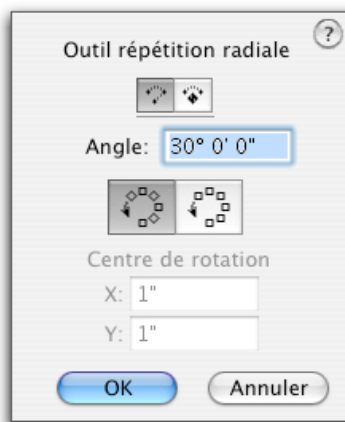 ?
Outil répétition radiale
Angle: 30° 0' 0"
Centre de rotation
X: 1"
Y: 1"
OK Annuler